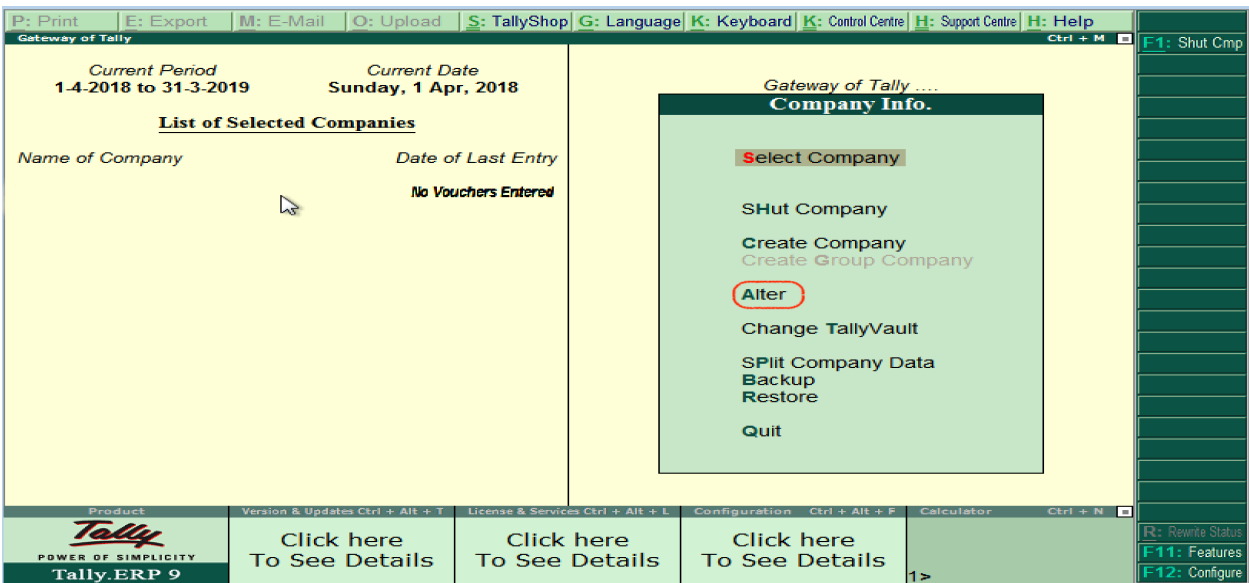 P: Print E: Export M: E-Mail O: Upload S: TallyShop G: Language K: Keyboard K: Control Centre H: Support Centre H: Help
Gateway of Tally Ctrl + M
F1: Shut Cmp
Current Period Current Date
1-4-2018 to 31-3-2019 Sunday, 1 Apr, 2018
List of Selected Companies
Name of Company Date of Last Entry
No Vouchers Entered
Gateway of Tally ....
Company Info.
Select Company
SHut Company
Create Company
Create Group Company
Alter
Change TallyVault
SPlit Company Data
Backup
Restore
Quit
Product Version & Updates Ctrl + Alt + T License & Services Ctrl + Alt + L Configuration Ctrl + Alt + F Calculator Ctrl + N
Tally
POWER OF SIMPLICITY
Tally.ERP 9
Click here
To See Details
Click here
To See Details
Click here
To See Details
1>
R: Rewrite Status
F11: Features
F12: Configure